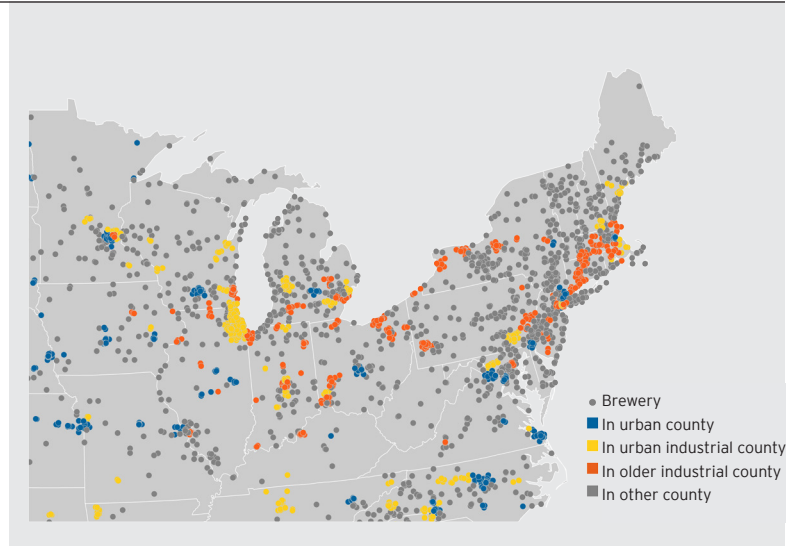 Brewery
In urban county
In urban industrial county
In older industrial county
In other county